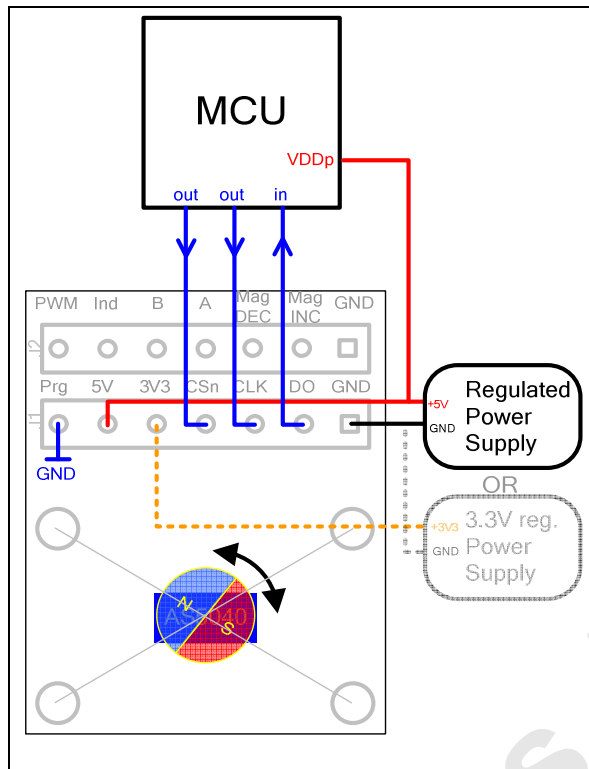 MCU
VDDp
out out in
PWM Ind B A Mag DEC Mag INC GND
J2
Prg 5V 3V3 CSn CLK DO GND
J1
GND
+5V
GND
Regulated
Power
Supply
OR
+3V3
GND
3.3V reg.
Power
Supply
N
S
AS5040